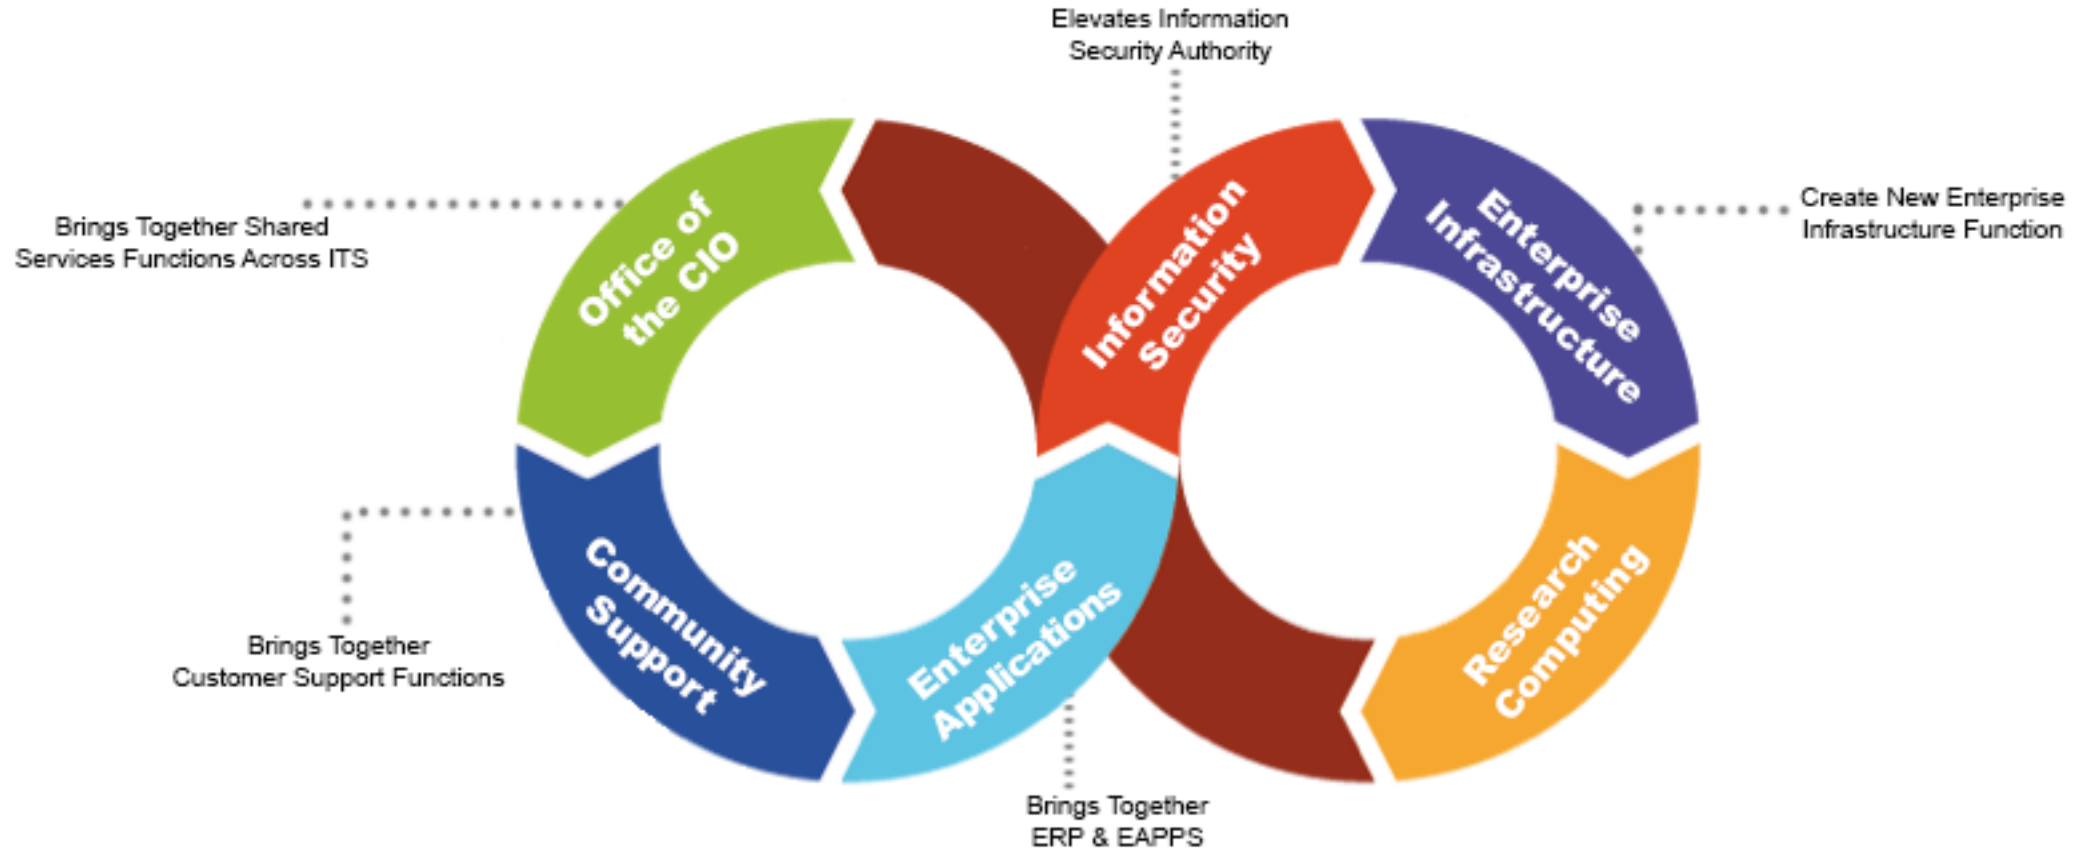 Elevates Information
Security Authority
Brings Together Shared
Services Functions Across ITS
Office of
the CIO
Information
Security
Enterprise
Infrastructure
Create New Enterprise
Infrastructure Function
Community
Support
Enterprise
Applications
Research
Computing
Brings Together
Customer Support Functions
Brings Together
ERP & EAPPS